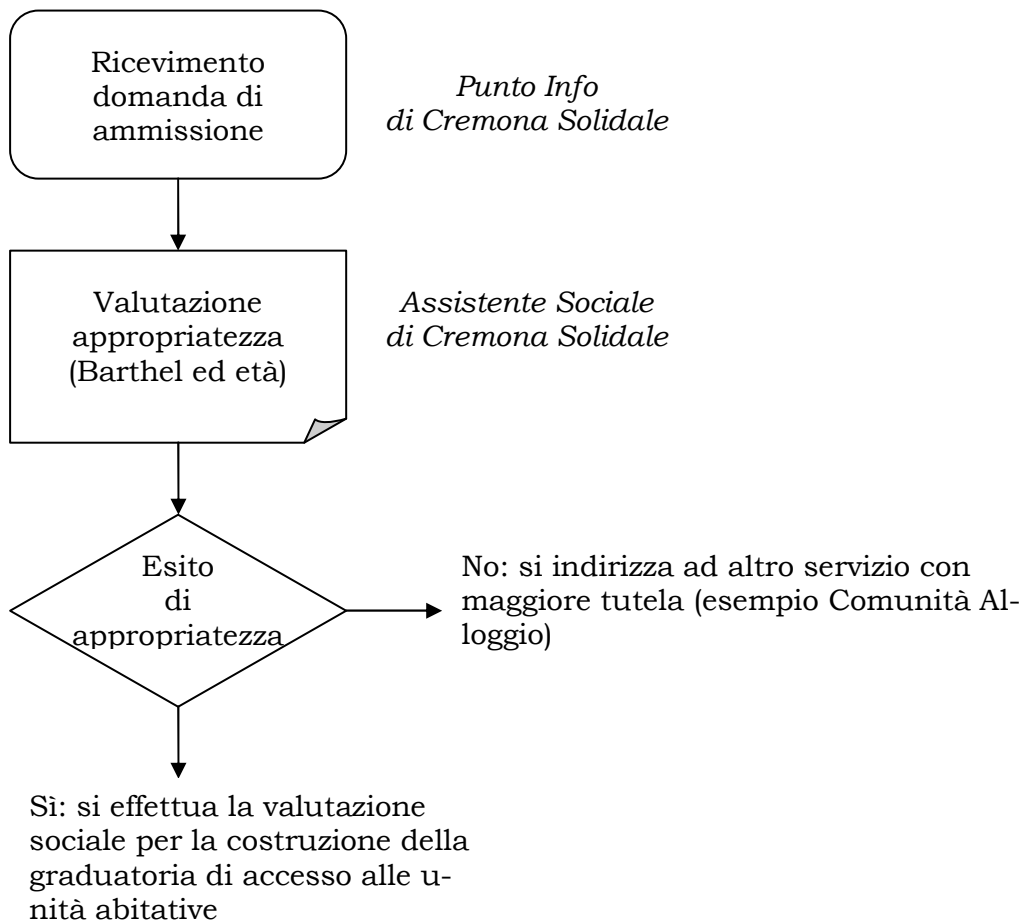 Ricevimento
domanda di
ammissione
Punto Info
di Cremona Solidale
Valutazione
appropriatezza
(Barthel ed età)
Assistente Sociale
di Cremona Solidale
Esito
di
appropriatezza
No: si indirizza ad altro servizio con
maggiore tutela (esempio Comunità Al-
loggio)
Sì: si effettua la valutazione
sociale per la costruzione della
graduatoria di accesso alle u-
nità abitative